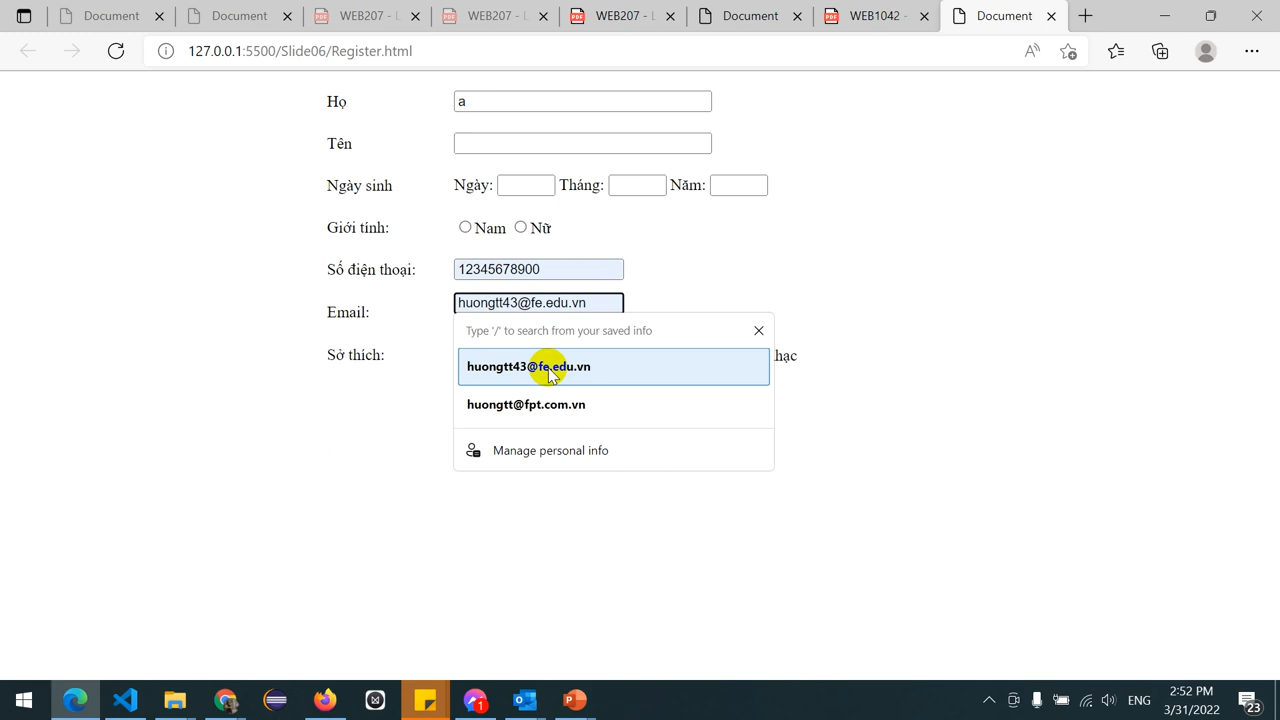 Document
Document
WEB207 -
WEB207 - I
WEB207 - L
Document
WEB1042 -
Document
127.0.0.1:5500/Slide06/Register.html
Họ a
Tên
Ngày sinh Ngày: Tháng: Năm:
Giới tính: Nam Nữ
Số điện thoại: 12345678900
Email: huongtt43@fe.edu.vn
Type '/' to search from your saved info
Sở thích: hạc
huongtt43@fe.edu.vn
huongtt@fpt.com.vn
Manage personal info
1
ENG
2:52 PM
3/31/2022
23